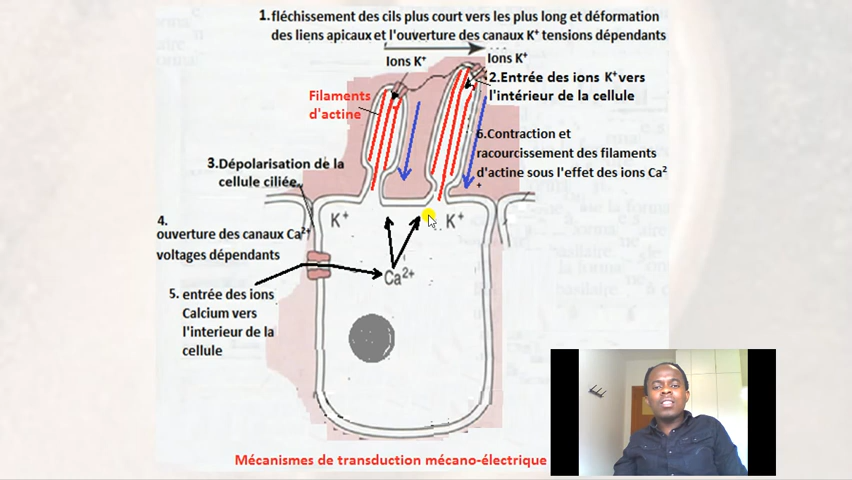 1.fléchissement des cils plus court vers les plus long et déformation
des liens apicaux et l'ouverture des canaux K⁺ tensions dépendants
Ions K⁺
Ions K⁺
2.Entrée des ions K⁺vers
l'intérieur de la cellule
Filaments
d'actine
6.Contraction et
racourcissement des filaments
d'actine sous l'effet des ions Ca²
+
3.Dépolarisation de la
cellule ciliée
K⁺
K⁺
4.
ouverture des canaux Ca²⁺
voltages dépendants
Ca²⁺
5. entrée des ions
Calcium vers
l'interieur de la
cellule
Mécanismes de transduction mécano-électrique